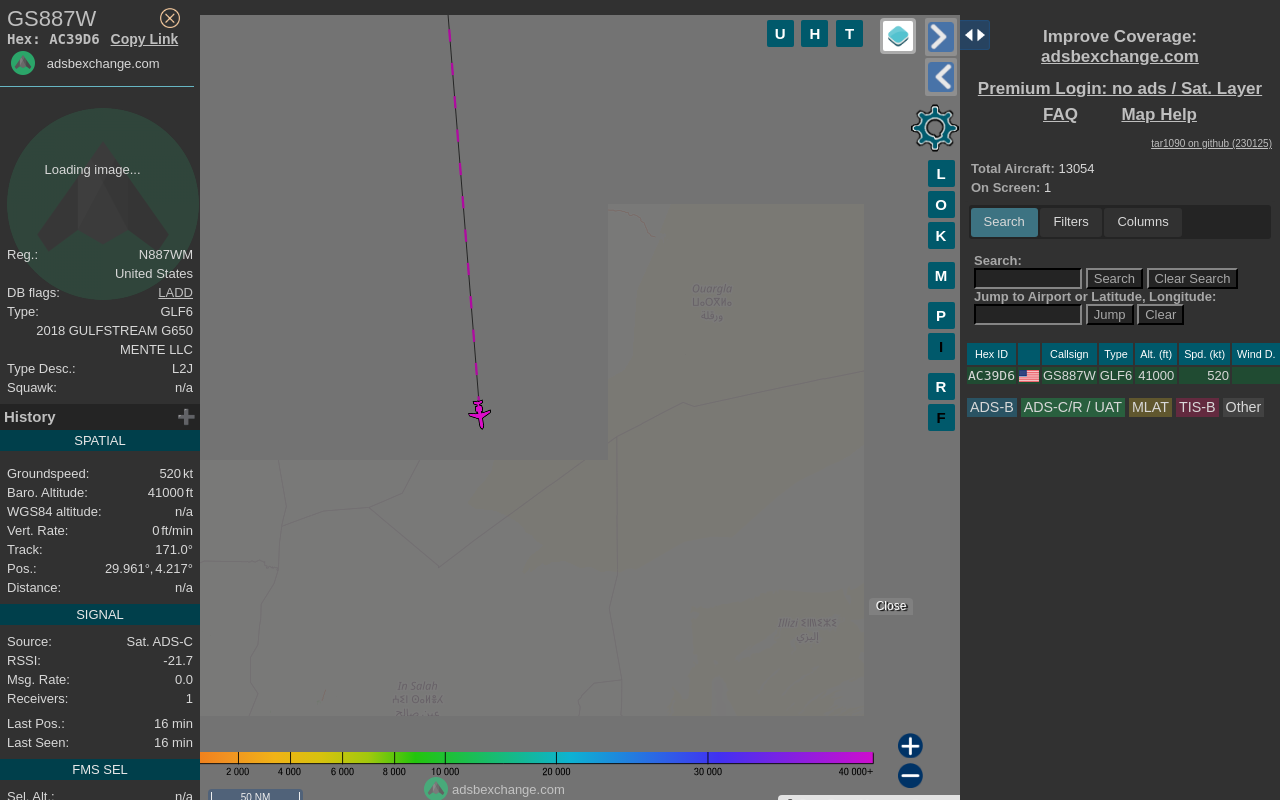 GS887W
Hex: AC39D6 Copy Link
adsbexchange.com
Loading image...
Reg.: N887WM
United States
DB flags: LADD
Type: GLF6
2018 GULFSTREAM G650
MENTE LLC
Type Desc.: L2J
Squawk: n/a
History
SPATIAL
Groundspeed: 520 kt
Baro. Altitude: 41000 ft
WGS84 altitude: n/a
Vert. Rate: 0 ft/min
Track: 171.0°
Pos.: 29.961°, 4.217°
Distance: n/a
SIGNAL
Source: Sat. ADS-C
RSSI: -21.7
Msg. Rate: 0.0
Receivers: 1
Last Pos.: 16 min
Last Seen: 16 min
FMS SEL
Sel. Alt.: n/a
U H T
L
O
K
M
P
I
R
F
Ouargla
ورقلة
Illizi
إليزي
In Salah
عين صالح
Close
2 000 4 000 6 000 8 000 10 000 20 000 30 000 40 000+
adsbexchange.com
50 NM
Improve Coverage:
adsbexchange.com
Premium Login: no ads / Sat. Layer
FAQ Map Help
tar1090 on github (230125)
Total Aircraft: 13054
On Screen: 1
Search Filters Columns
Search:
Search Clear Search
Jump to Airport or Latitude, Longitude:
Jump Clear
Hex ID Callsign Type Alt. (ft) Spd. (kt) Wind D.
AC39D6 GS887W GLF6 41000 520
ADS-B ADS-C/R / UAT MLAT TIS-B Other